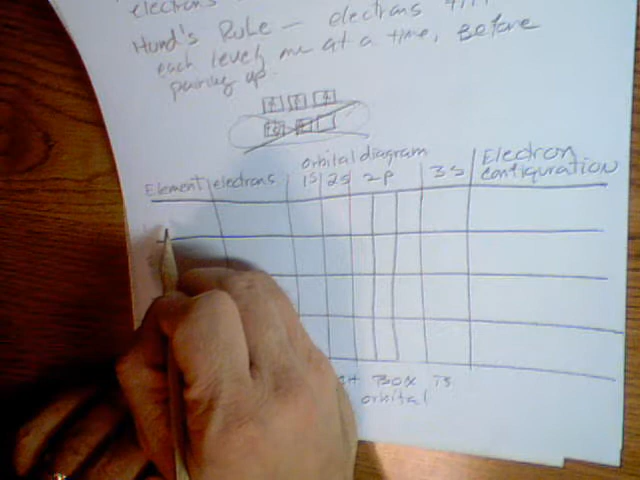 electrons
Hund's Rule — electrons fill
each level one at a time, Before
pairing up.
orbital diagram
Element electrons 1s 2s 2p 3s Electron
configuration
Box is
orbital